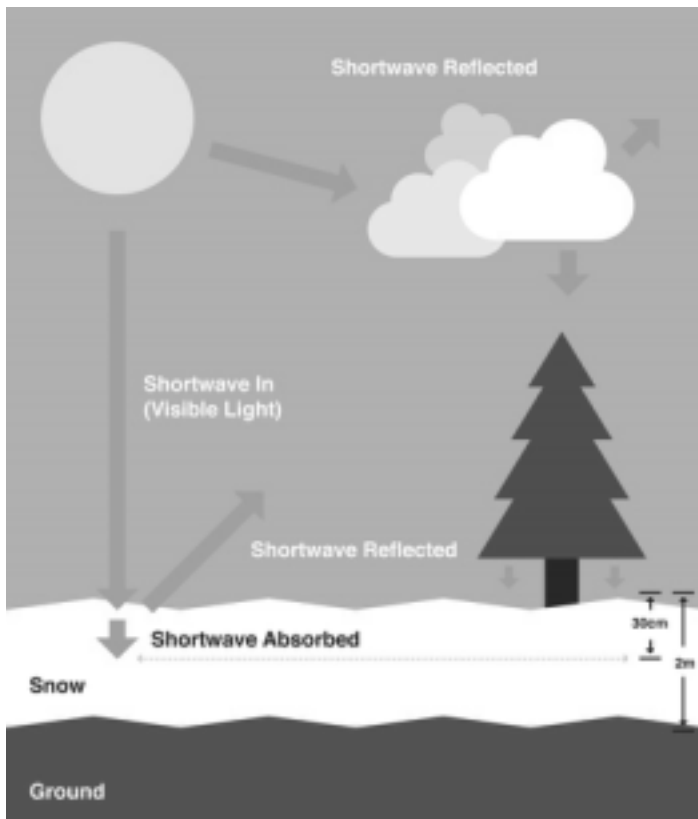 Shortwave Reflected
Shortwave In
(Visible Light)
Shortwave Reflected
30cm
Shortwave Absorbed
2m
Snow
Ground